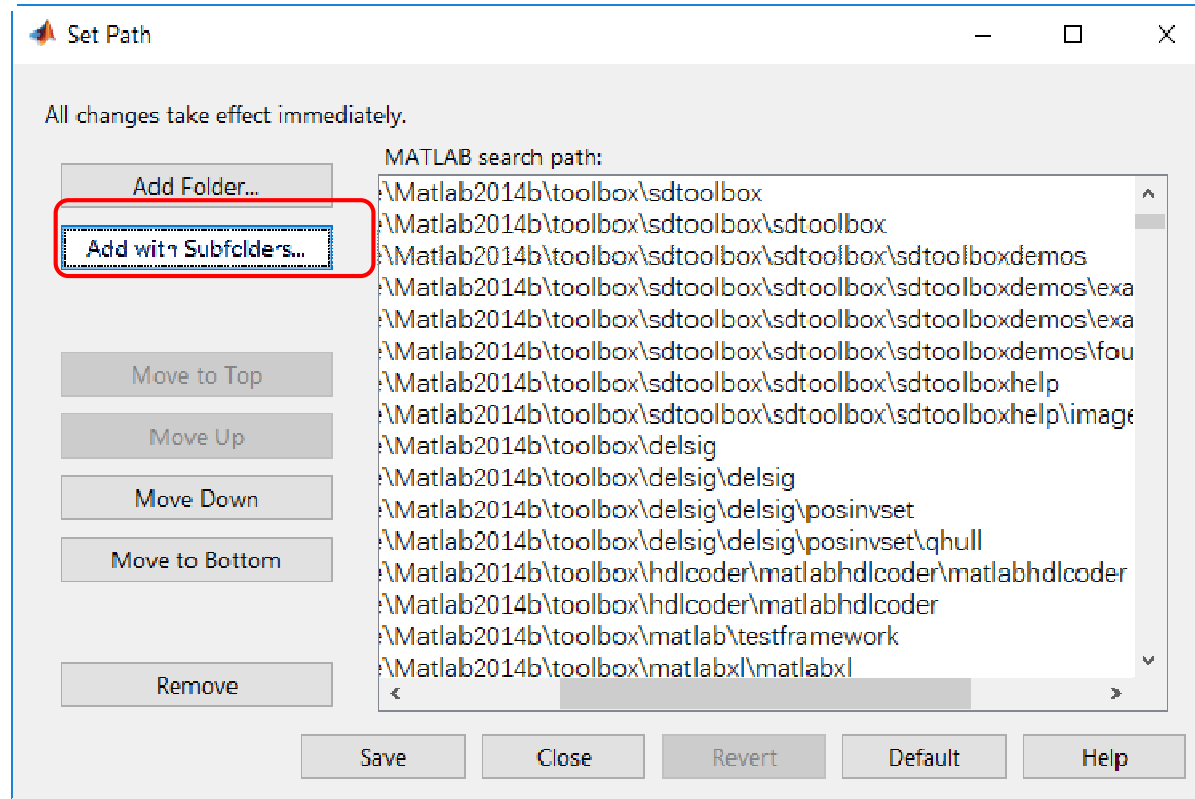 Set Path
All changes take effect immediately.
MATLAB search path:
Add Folder...
Add with Subfolders...
Move to Top
Move Up
Move Down
Move to Bottom
Remove
e\Matlab2014b\toolbox\sdtoolbox
e\Matlab2014b\toolbox\sdtoolbox\sdtoolbox
e\Matlab2014b\toolbox\sdtoolbox\sdtoolbox\sdtoolboxdemos
e\Matlab2014b\toolbox\sdtoolbox\sdtoolbox\sdtoolboxdemos\exa
e\Matlab2014b\toolbox\sdtoolbox\sdtoolbox\sdtoolboxdemos\exa
e\Matlab2014b\toolbox\sdtoolbox\sdtoolbox\sdtoolboxdemos\fou
e\Matlab2014b\toolbox\sdtoolbox\sdtoolbox\sdtoolboxhelp
e\Matlab2014b\toolbox\sdtoolbox\sdtoolbox\sdtoolboxhelp\image
e\Matlab2014b\toolbox\delsig
e\Matlab2014b\toolbox\delsig\delsig
e\Matlab2014b\toolbox\delsig\delsig\posinvset
e\Matlab2014b\toolbox\delsig\delsig\posinvset\qhull
e\Matlab2014b\toolbox\hdlcoder\matlabhdlcoder\matlabhdlcoder
e\Matlab2014b\toolbox\hdlcoder\matlabhdlcoder
e\Matlab2014b\toolbox\matlab\testframework
e\Matlab2014b\toolbox\matlabxl\matlabxl
Save
Close
Revert
Default
Help